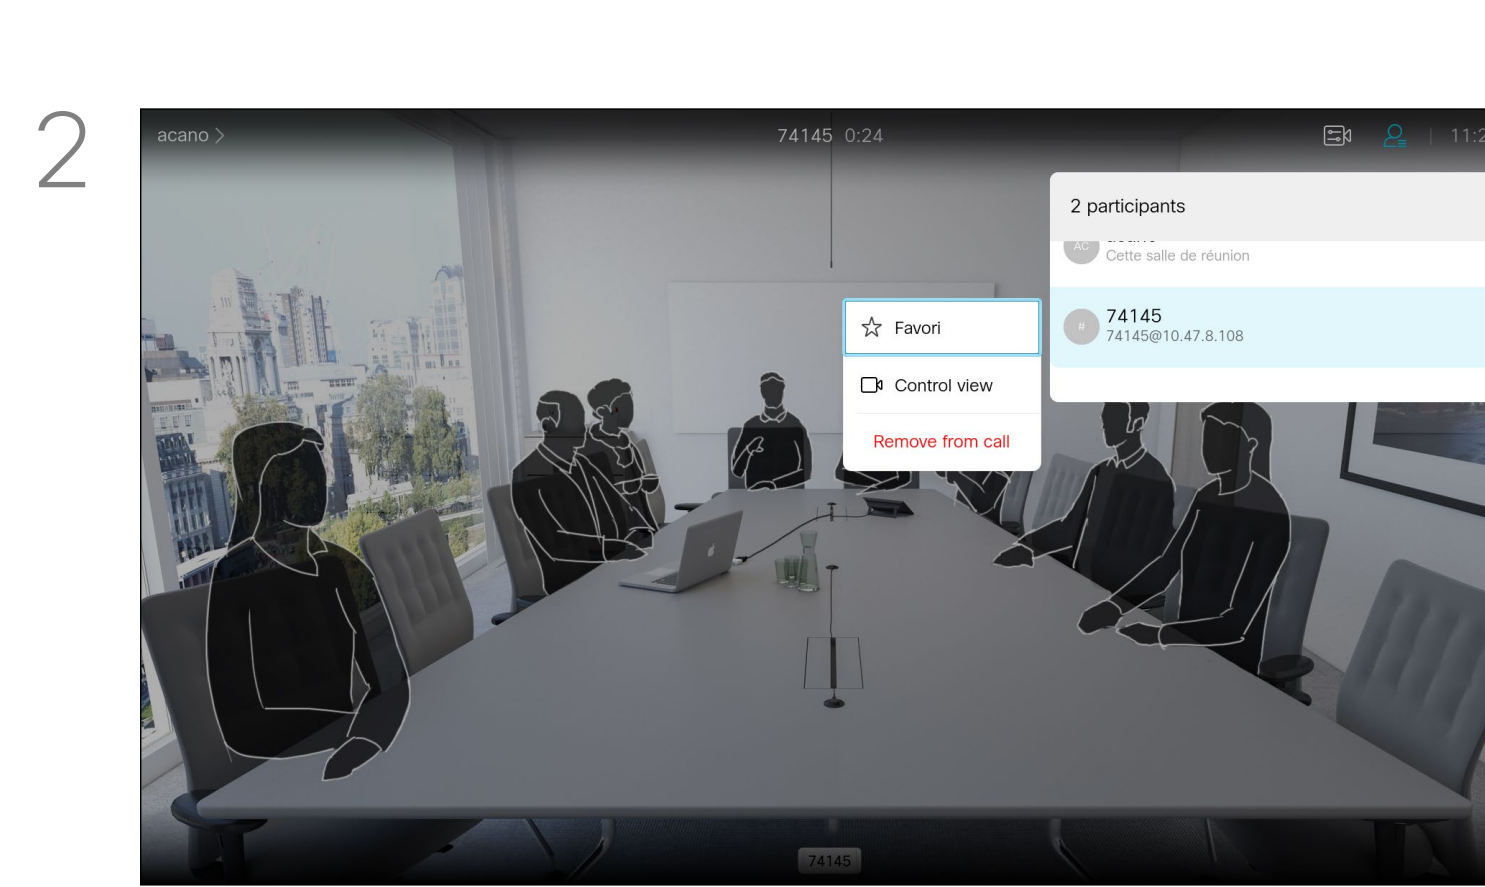 2
acano
74145 0:24
11:2
2 participants
AC
Cette salle de réunion
#
74145
74145@10.47.8.108
Favori
Control view
Remove from call
74145